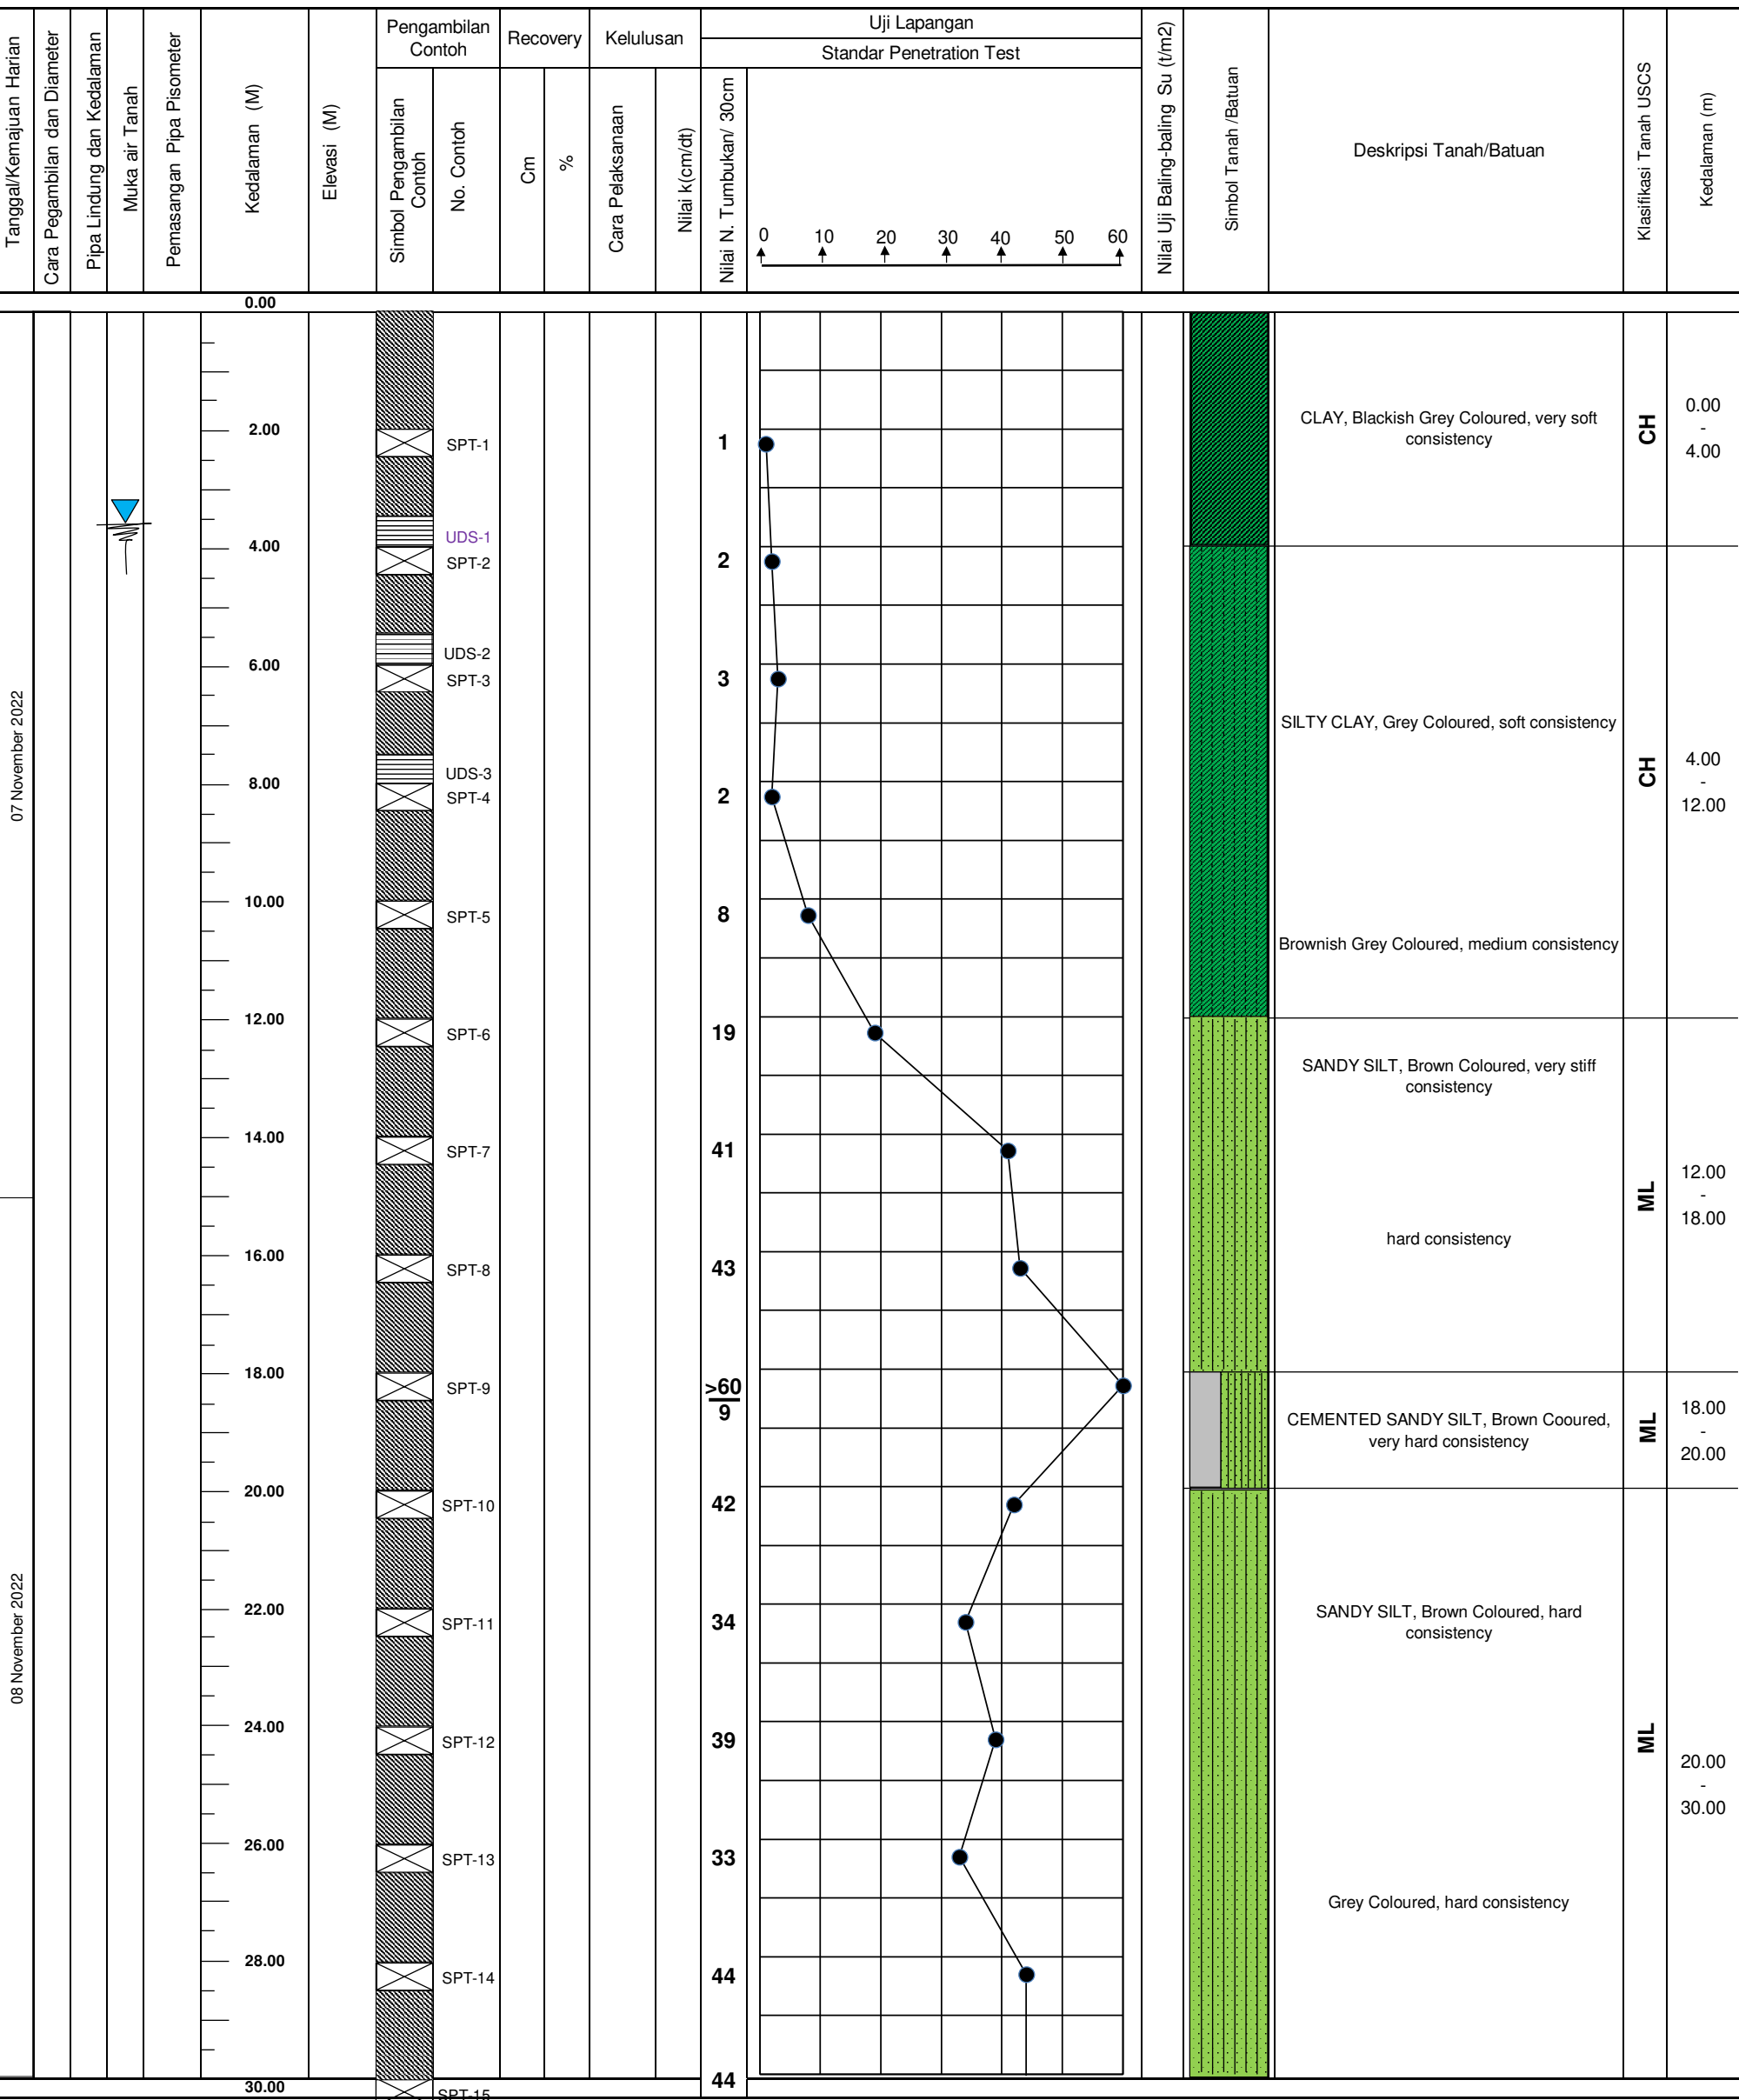 Tanggal/Kemajuan Harian
Cara Pegambilan dan Diameter
Pipa Lindung dan Kedalaman
Muka air Tanah
Pemasangan Pipa Pisometer
Kedalaman (M)
Elevasi (M)
Pengambilan
Contoh
Simbol Pengambilan
Contoh
No. Contoh
Recovery
Cm
%
Kelulusan
Cara Pelaksanaan
Nilai k(cm/dt)
Uji Lapangan
Standar Penetration Test
Nilai N. Tumbukan/ 30cm
0 10 20 30 40 50 60
Nilai Uji Baling-baling Su (t/m2)
Simbol Tanah /Batuan
Deskripsi Tanah/Batuan
Klasifikasi Tanah USCS
Kedalaman (m)
0.00
07 November 2022
2.00
SPT-1
1
CLAY, Blackish Grey Coloured, very soft
consistency
CH
0.00
-
4.00
UDS-1
4.00
SPT-2
2
UDS-2
6.00
SPT-3
3
SILTY CLAY, Grey Coloured, soft consistency
CH
4.00
-
12.00
UDS-3
8.00
SPT-4
2
10.00
SPT-5
8
Brownish Grey Coloured, medium consistency
12.00
SPT-6
19
SANDY SILT, Brown Coloured, very stiff
consistency
14.00
SPT-7
41
ML
12.00
-
18.00
hard consistency
08 November 2022
16.00
SPT-8
43
18.00
SPT-9
>60
9
CEMENTED SANDY SILT, Brown Cooured,
very hard consistency
ML
18.00
-
20.00
20.00
SPT-10
42
22.00
SPT-11
34
SANDY SILT, Brown Coloured, hard
consistency
24.00
SPT-12
39
ML
20.00
-
30.00
26.00
SPT-13
33
Grey Coloured, hard consistency
28.00
SPT-14
44
30.00
SPT-15
44